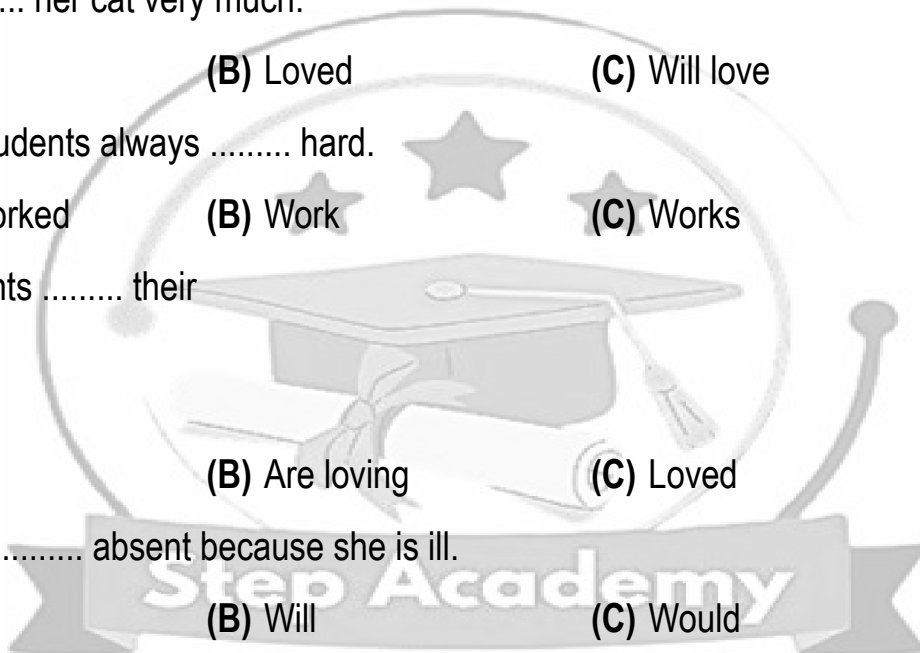 ... her cat very much.
(B) Loved (C) Will love
udents always ......... hard.
orked (B) Work (C) Works
nts ......... their
(B) Are loving (C) Loved
......... absent because she is ill.
Step Academy
(B) Will (C) Would